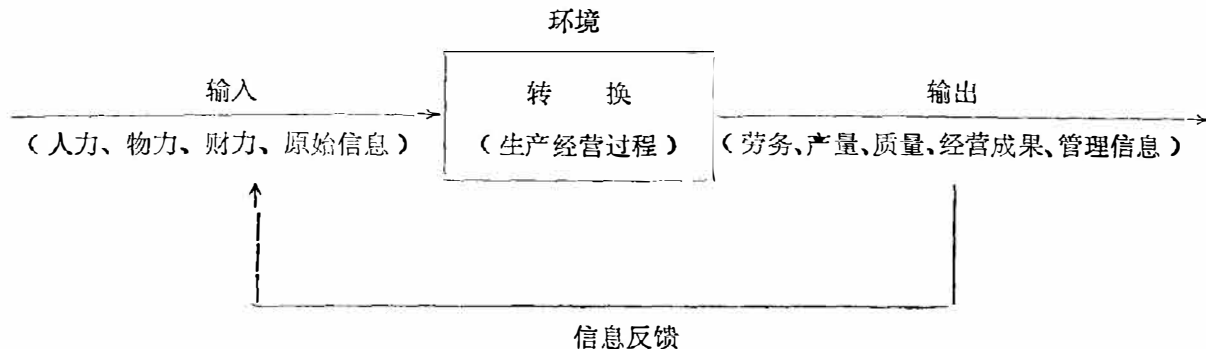 环境
输入
转 换
输出
（人力、物力、财力、原始信息）
（生产经营过程）
（劳务、产量、质量、经营成果、管理信息）
信息反馈